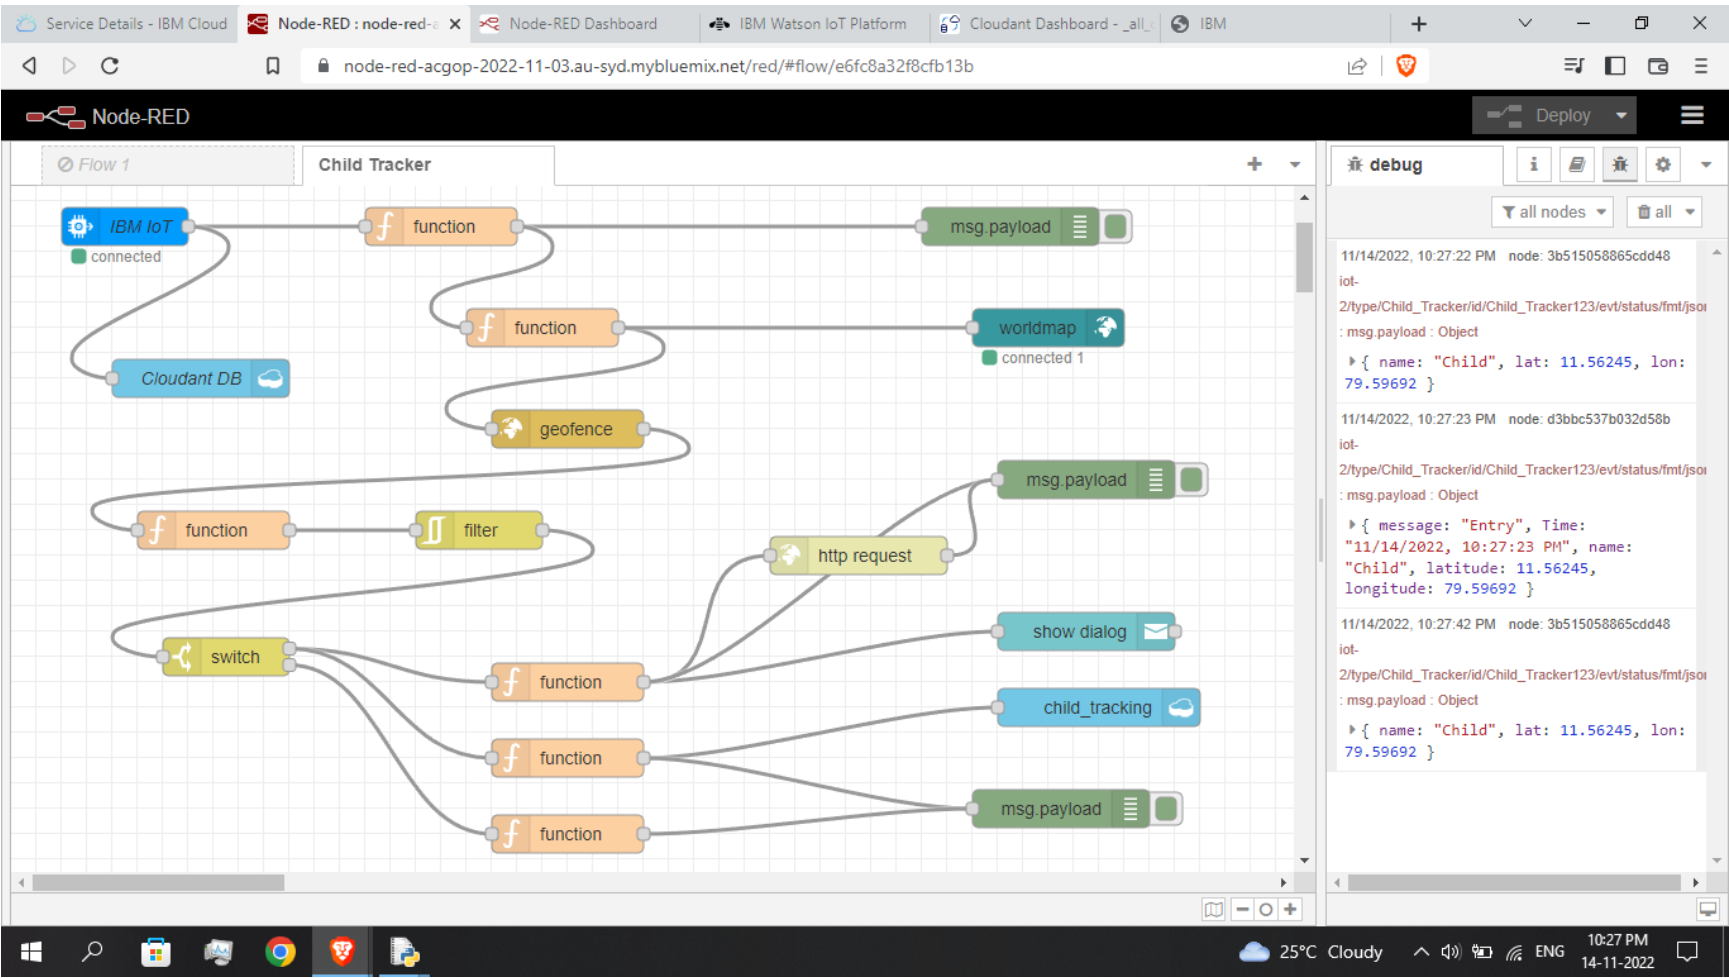 Service Details - IBM Cloud
Node-RED : node-red-a
Node-RED Dashboard
IBM Watson IoT Platform
Cloudant Dashboard - _all_
IBM
node-red-acgop-2022-11-03.au-syd.mybluemix.net/red/#flow/e6fc8a32f8cfb13b
Node-RED
Deploy
Flow 1
Child Tracker
debug
all nodes
all
IBM IoT
connected
function
msg.payload
function
worldmap
connected 1
Cloudant DB
geofence
msg.payload
function
filter
http request
show dialog
switch
function
child_tracking
function
msg.payload
function
11/14/2022, 10:27:22 PM node: 3b515058865cdd48
iot-
2/type/Child_Tracker/id/Child_Tracker123/evt/status/fmt/json
: msg.payload : Object
{ name: "Child", lat: 11.56245, lon:
79.59692 }
11/14/2022, 10:27:23 PM node: d3bbc537b032d58b
iot-
2/type/Child_Tracker/id/Child_Tracker123/evt/status/fmt/json
: msg.payload : Object
{ message: "Entry", Time:
"11/14/2022, 10:27:23 PM", name:
"Child", latitude: 11.56245,
longitude: 79.59692 }
11/14/2022, 10:27:42 PM node: 3b515058865cdd48
iot-
2/type/Child_Tracker/id/Child_Tracker123/evt/status/fmt/json
: msg.payload : Object
{ name: "Child", lat: 11.56245, lon:
79.59692 }
25°C Cloudy
ENG
10:27 PM
14-11-2022